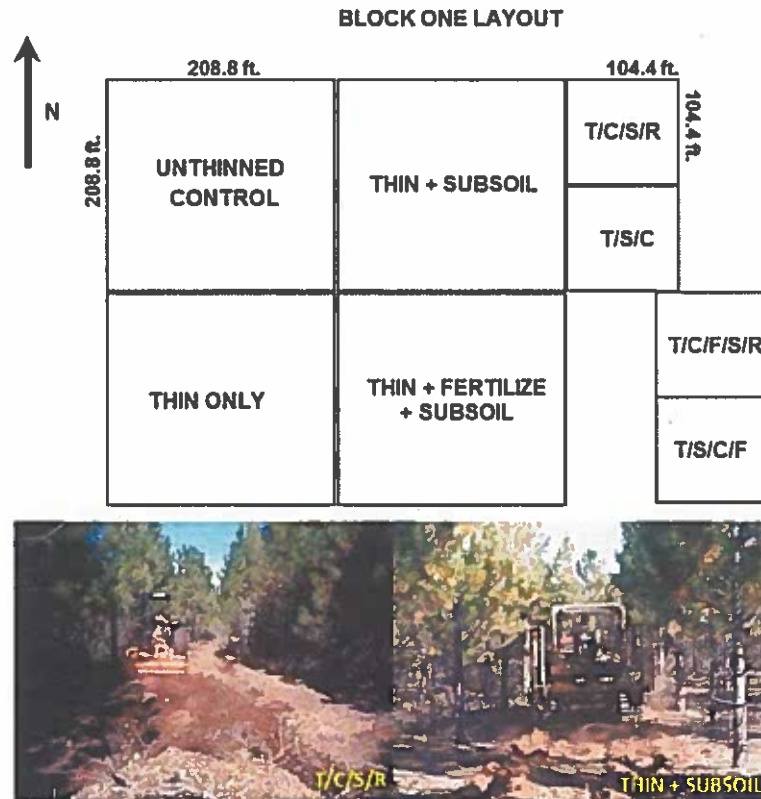 BLOCK ONE LAYOUT
208.8 ft.
104.4 ft.
N
208.8 ft.
104.4 ft.
UNTHINNED
CONTROL
THIN + SUBSOIL
T/C/S/R
T/S/C
THIN ONLY
THIN + FERTILIZE
+ SUBSOIL
T/C/F/S/R
T/S/C/F
T/C/S/R
THIN + SUBSOIL